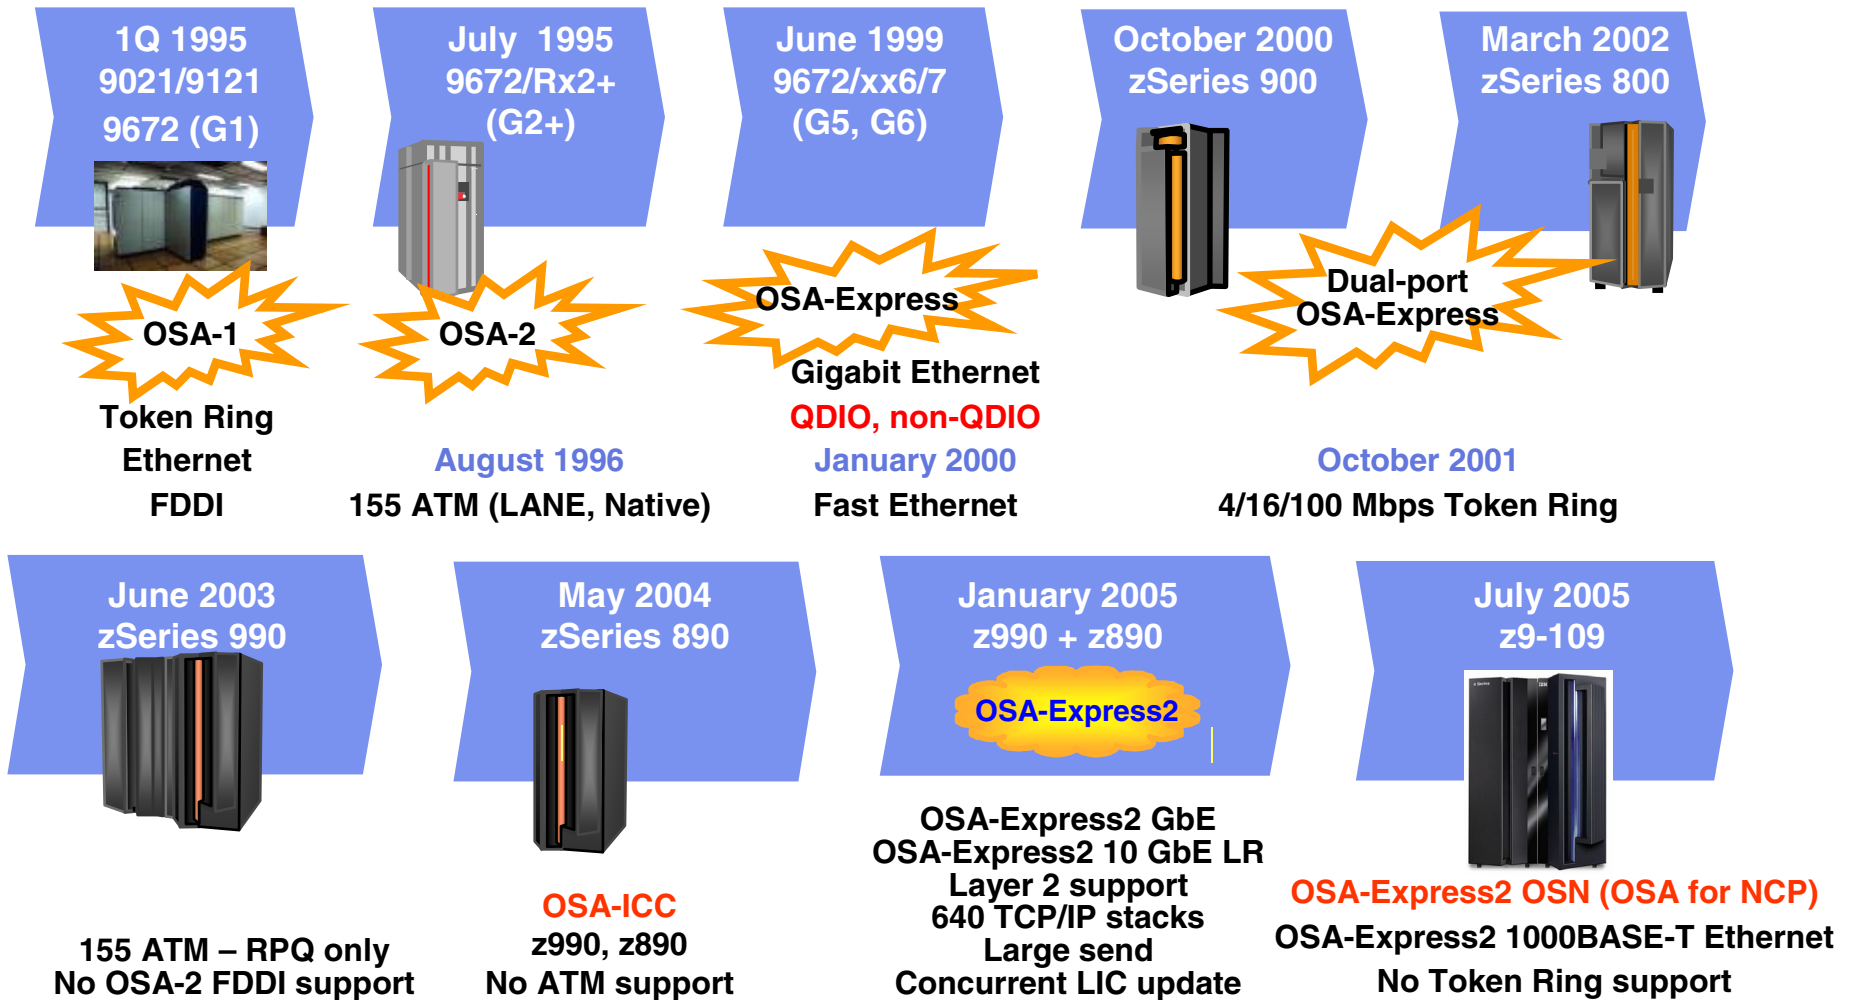 1Q 1995
9021/9121
9672 (G1)
OSA-1
Token Ring
Ethernet
FDDI
July 1995
9672/Rx2+
(G2+)
OSA-2
August 1996
155 ATM (LANE, Native)
June 1999
9672/xx6/7
(G5, G6)
OSA-Express
Gigabit Ethernet
QDIO, non-QDIO
January 2000
Fast Ethernet
October 2000
zSeries 900
March 2002
zSeries 800
Dual-port
OSA-Express
October 2001
4/16/100 Mbps Token Ring
June 2003
zSeries 990
155 ATM – RPQ only
No OSA-2 FDDI support
May 2004
zSeries 890
OSA-ICC
z990, z890
No ATM support
January 2005
z990 + z890
OSA-Express2
OSA-Express2 GbE
OSA-Express2 10 GbE LR
Layer 2 support
640 TCP/IP stacks
Large send
Concurrent LIC update
July 2005
z9-109
OSA-Express2 OSN (OSA for NCP)
OSA-Express2 1000BASE-T Ethernet
No Token Ring support